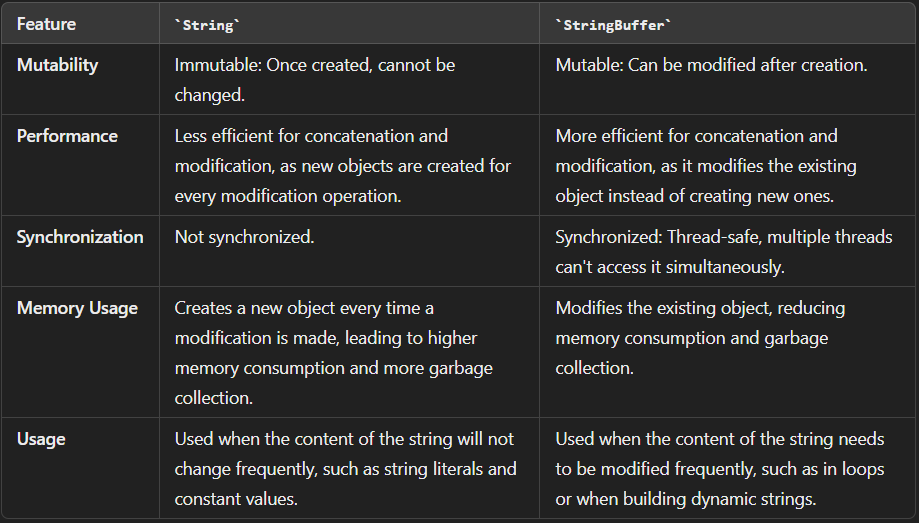 Feature `String` `StringBuffer`
Mutability Immutable: Once created, cannot be Mutable: Can be modified after creation.
changed.
Performance Less efficient for concatenation and More efficient for concatenation and
modification, as new objects are created for modification, as it modifies the existing
every modification operation. object instead of creating new ones.
Synchronization Not synchronized. Synchronized: Thread-safe, multiple threads
can't access it simultaneously.
Memory Usage Creates a new object every time a Modifies the existing object, reducing
modification is made, leading to higher memory consumption and garbage
memory consumption and more garbage collection.
collection.
Usage Used when the content of the string will not Used when the content of the string needs
change frequently, such as string literals and to be modified frequently, such as in loops
constant values. or when building dynamic strings.